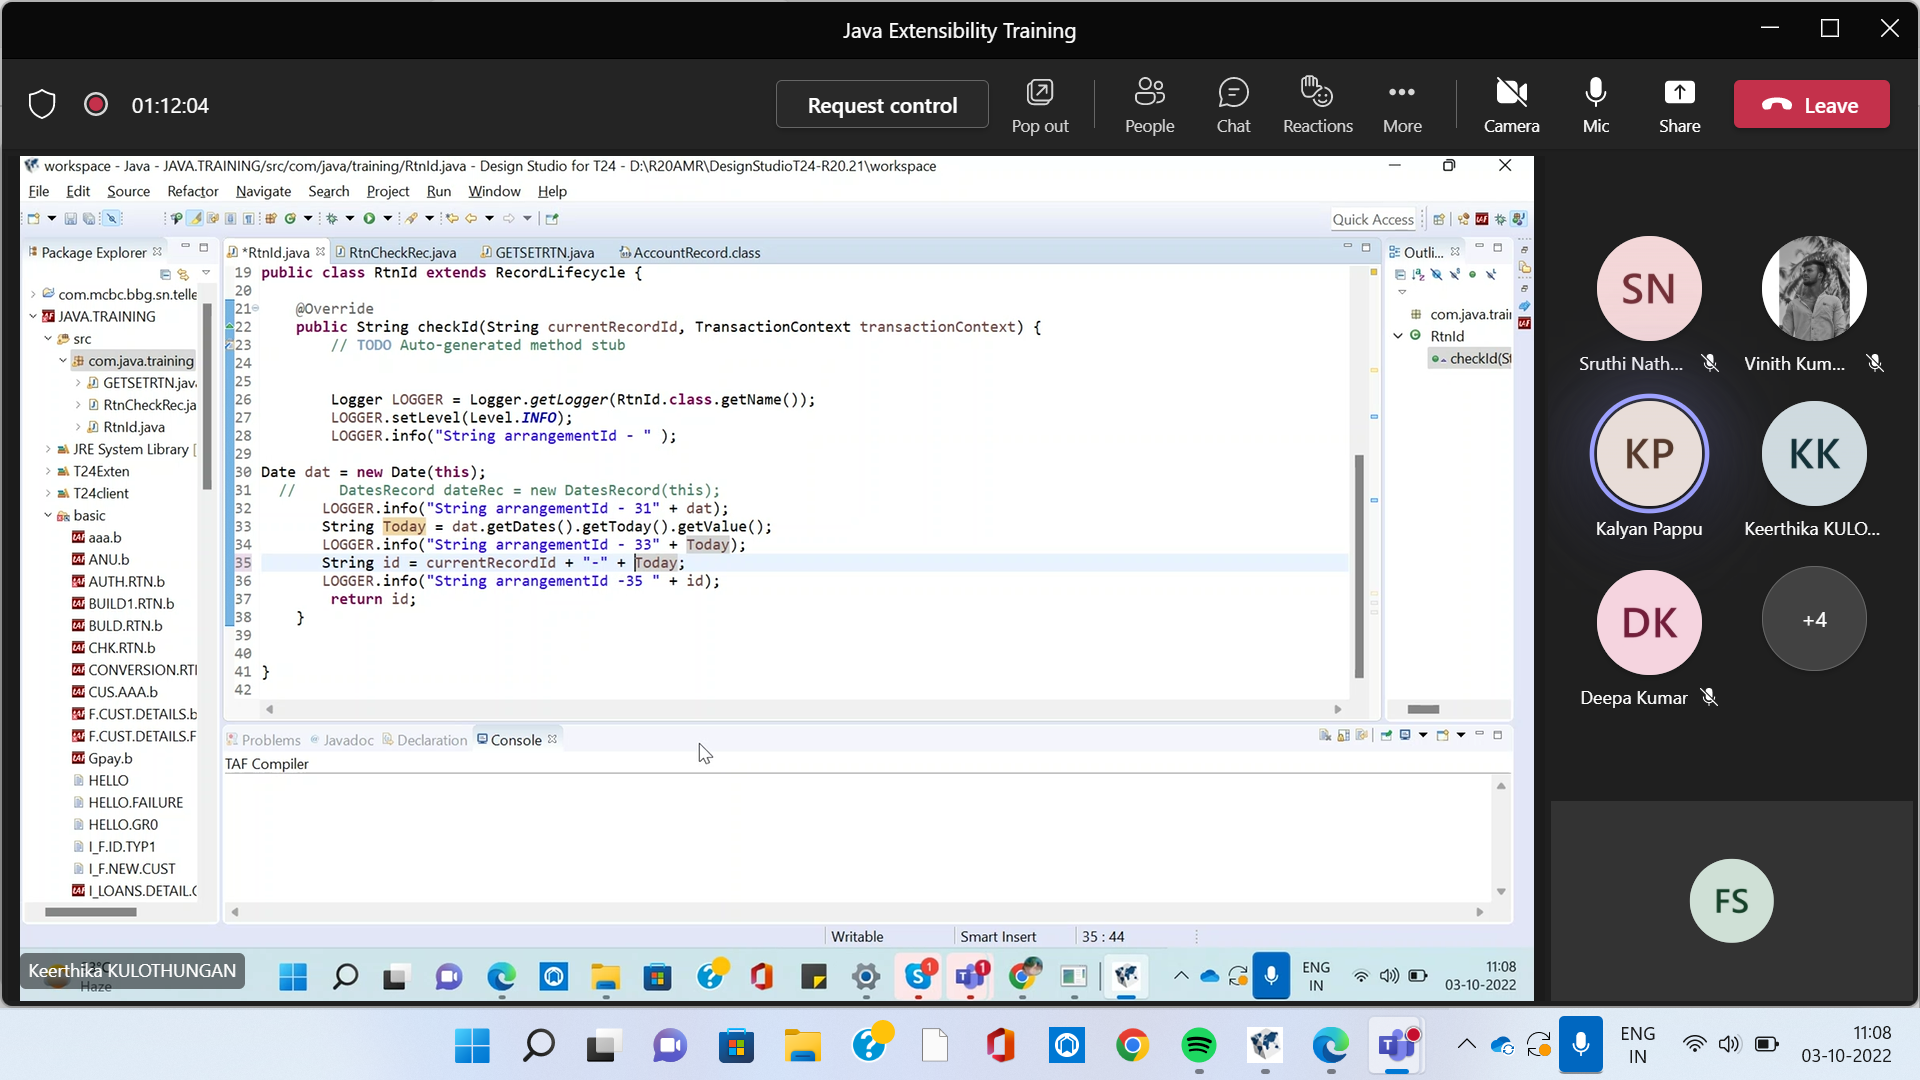 Java Extensibility Training
01:12:04
Request control
Pop out
People
Chat
Reactions
More
Camera
Mic
Share
Leave
workspace - Java - JAVA.TRAINING/src/com/java/training/RtnId.java - Design Studio for T24 - D:\R20AMR\DesignStudioT24-R20.21\workspace
File Edit Source Refactor Navigate Search Project Run Window Help
Quick Access
Package Explorer
com.mcbc.bbg.sn.telle
JAVA.TRAINING
src
com.java.training
GETSETRTN.java
RtnCheckRec.ja
RtnId.java
JRE System Library [
T24Exten
T24client
basic
aaa.b
ANU.b
AUTH.RTN.b
BUILD1.RTN.b
BULD.RTN.b
CHK.RTN.b
CONVERSION.RT
CUS.AAA.b
F.CUST.DETAILS.b
F.CUST.DETAILS.F
Gpay.b
HELLO
HELLO.FAILURE
HELLO.GR0
I_F.ID.TYP1
I_F.NEW.CUST
I_LOANS.DETAIL.C
*RtnId.java RtnCheckRec.java GETSETRTN.java AccountRecord.class
19 public class RtnId extends RecordLifecycle {
20
21 @Override
22 public String checkId(String currentRecordId, TransactionContext transactionContext) {
23 // TODO Auto-generated method stub
24
25
26 Logger LOGGER = Logger.getLogger(RtnId.class.getName());
27 LOGGER.setLevel(Level.INFO);
28 LOGGER.info("String arrangementId - " );
29
30 Date dat = new Date(this);
31 // DatesRecord dateRec = new DatesRecord(this);
32 LOGGER.info("String arrangementId - 31" + dat);
33 String Today = dat.getDates().getToday().getValue();
34 LOGGER.info("String arrangementId - 33" + Today);
35 String id = currentRecordId + "-" + Today;
36 LOGGER.info("String arrangementId -35 " + id);
37 return id;
38 }
39
40
41 }
42
Outli...
com.java.trai
RtnId
checkId(St
Problems Javadoc Declaration Console
TAF Compiler
Writable Smart Insert 35 : 44
Keerthika KULOTHUNGAN
Haze
1
1
ENG
IN
11:08
03-10-2022
SN
Sruthi Nath...
Vinith Kum...
KP
Kalyan Pappu
KK
Keerthika KULO...
DK
Deepa Kumar
+4
FS
ENG
IN
11:08
03-10-2022